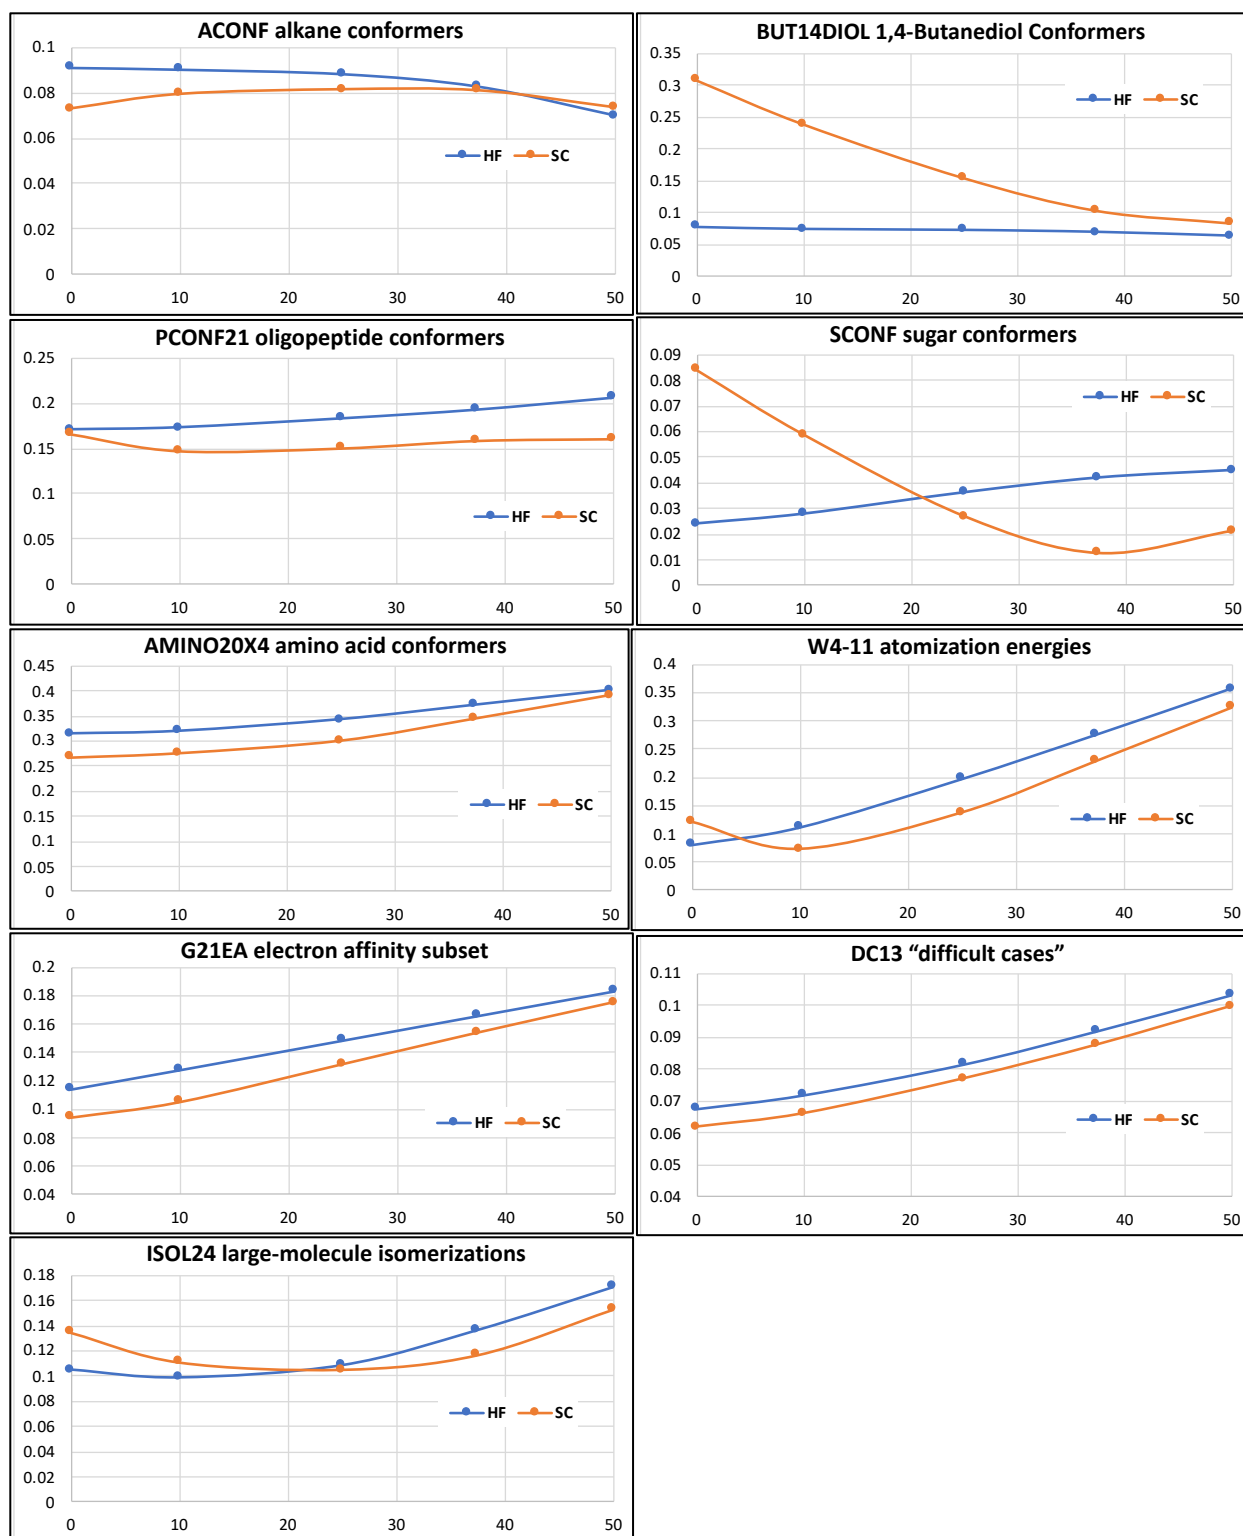 ACONF alkane conformers
0.1
0.08
0.06
0.04
0.02
0
HF SC
0 10 20 30 40 50
BUT14DIOL 1,4-Butanediol Conformers
0.35
0.3
0.25
0.2
0.15
0.1
0.05
0
HF SC
0 10 20 30 40 50
PCONF21 oligopeptide conformers
0.25
0.2
0.15
0.1
0.05
0
HF SC
0 10 20 30 40 50
SCONF sugar conformers
0.09
0.08
0.07
0.06
0.05
0.04
0.03
0.02
0.01
0
HF SC
0 10 20 30 40 50
AMINO20X4 amino acid conformers
0.45
0.4
0.35
0.3
0.25
0.2
0.15
0.1
0.05
0
HF SC
0 10 20 30 40 50
W4-11 atomization energies
0.4
0.35
0.3
0.25
0.2
0.15
0.1
0.05
0
HF SC
0 10 20 30 40 50
G21EA electron affinity subset
0.2
0.18
0.16
0.14
0.12
0.1
0.08
0.06
0.04
HF SC
0 10 20 30 40 50
DC13 “difficult cases”
0.11
0.1
0.09
0.08
0.07
0.06
0.05
0.04
HF SC
0 10 20 30 40 50
ISOL24 large-molecule isomerizations
0.18
0.16
0.14
0.12
0.1
0.08
0.06
0.04
0.02
0
HF SC
0 10 20 30 40 50